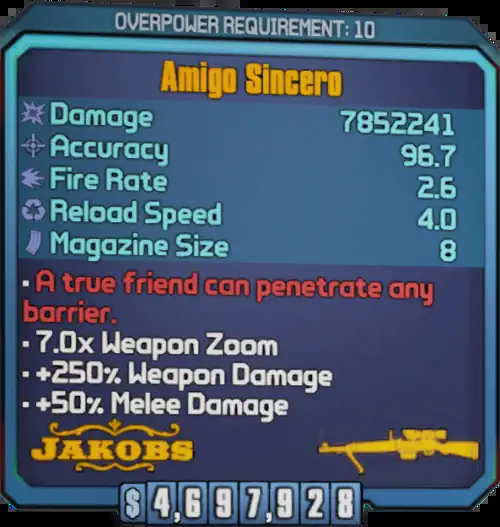 OVERPOWER REQUIREMENT: 10
Amigo Sincero
Damage 7852241
Accuracy 96.7
Fire Rate 2.6
Reload Speed 4.0
Magazine Size 8
• A true friend can penetrate any
barrier.
• 7.0x Weapon Zoom
• +250% Weapon Damage
• +50% Melee Damage
JAKOBS
$ 4,697,928